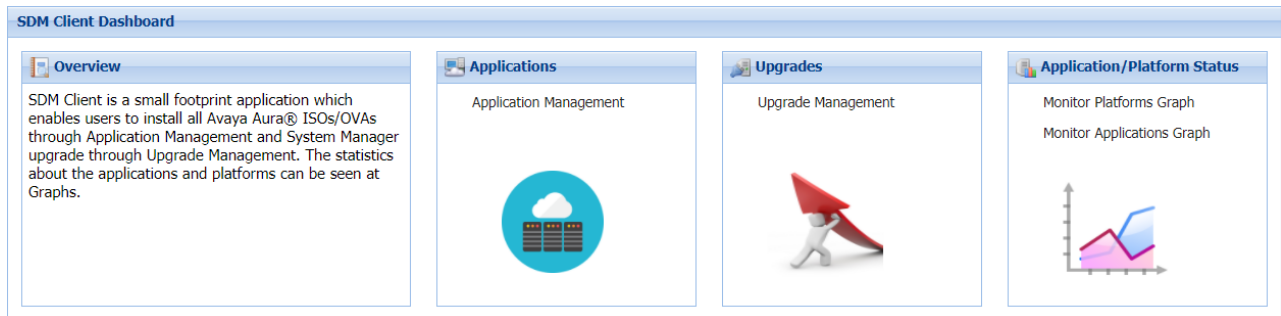 SDM Client Dashboard
Overview
SDM Client is a small footprint application which
enables users to install all Avaya Aura® ISOs/OVAs
through Application Management and System Manager
upgrade through Upgrade Management. The statistics
about the applications and platforms can be seen at
Graphs.
Applications
Application Management
Upgrades
Upgrade Management
Application/Platform Status
Monitor Platforms Graph
Monitor Applications Graph